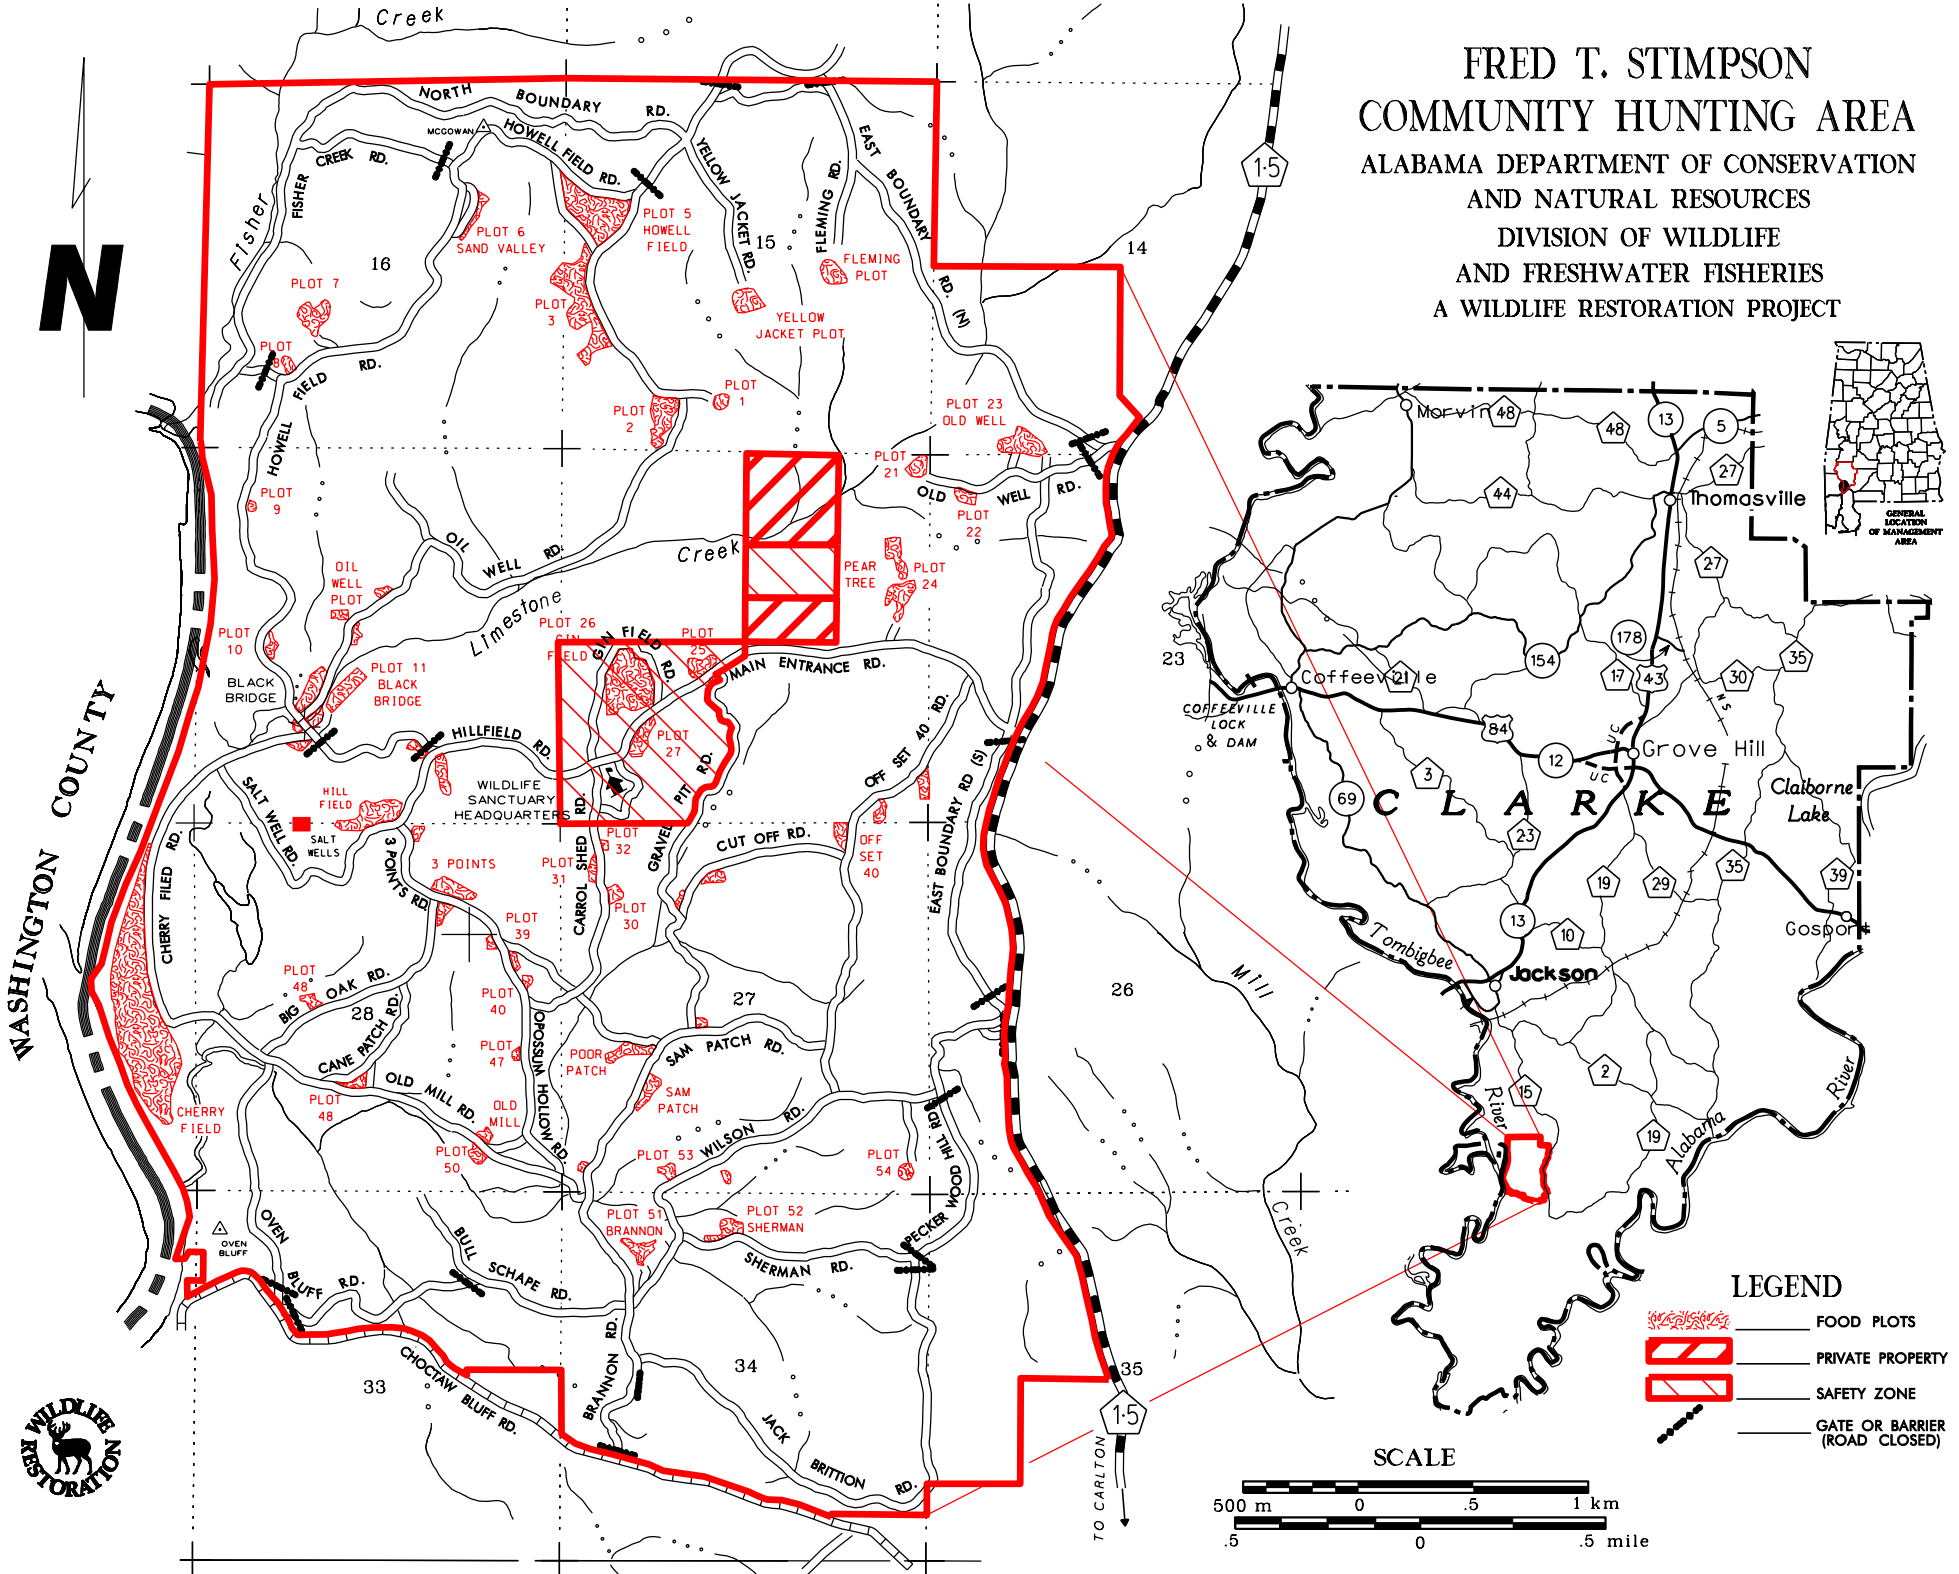 FRED T. STIMPSON
COMMUNITY HUNTING AREA
ALABAMA DEPARTMENT OF CONSERVATION
AND NATURAL RESOURCES
DIVISION OF WILDLIFE
AND FRESHWATER FISHERIES
A WILDLIFE RESTORATION PROJECT
N
Creek
NORTH BOUNDARY RD.
MCGOWAN
HOWELL FIELD RD.
FISHER CREEK RD.
Fisher
YELLOW JACKET RD.
FLEMING RD.
EAST BOUNDARY RD. (N)
15
14
16
PLOT 6
SAND VALLEY
PLOT 5
HOWELL
FIELD
FLEMING
PLOT
PLOT 7
PLOT
3
YELLOW
JACKET PLOT
PLOT
8
HOWELL FIELD RD.
PLOT
1
PLOT
2
PLOT 23
OLD WELL
PLOT
21
OLD WELL RD.
PLOT
22
PLOT
9
OIL WELL RD.
Limestone Creek
OIL
WELL
PLOT
PEAR
TREE
PLOT
24
PLOT
10
PLOT 26
GIN
FIELD
GIN FIELD RD.
PLOT
25
MAIN ENTRANCE RD.
23
BLACK
BRIDGE
PLOT 11
BLACK
BRIDGE
HILLFIELD RD.
PLOT
27
OFF SET 40 RD.
EAST BOUNDARY RD (S)
WASHINGTON COUNTY
SALT WELL RD.
HILL
FIELD
SALT
WELLS
WILDLIFE
SANCTUARY
HEADQUARTERS
GRAVEL PIT RD.
CARROL SHED RD.
PLOT
32
CUT OFF RD.
OFF
SET
40
CHERRY FILED RD.
3 POINTS RD.
3 POINTS
PLOT
31
PLOT
30
PLOT
39
PLOT
48
BIG OAK RD.
28
PLOT
40
27
26
CANE PATCH RD.
PLOT
47
OPOSSUM HOLLOW RD.
POOR
PATCH
SAM PATCH RD.
PLOT
48
OLD MILL RD.
OLD
MILL
SAM
PATCH
CHERRY
FIELD
WILSON RD.
PLOT
50
PLOT 53
PLOT
54
PECKER WOOD HILL RD
OVEN
BLUFF
OVEN BLUFF RD.
BULL SCHAPE RD.
PLOT 51
BRANNON
PLOT 52
SHERMAN
SHERMAN RD.
34
33
35
CHOCTAW BLUFF RD.
BRANNON RD.
JACK BRITTION RD.
15
15
TO CARLTON
Mill Creek
WILDLIFE RESTORATION
Morvin
48
48
13
5
27
Thomasville
44
27
178
154
17
43
30
35
Coffeeville
21
COFFEEVILLE
LOCK
& DAM
84
12
UC
UC
NS
Grove Hill
3
69
CLARKE
Claiborne
Lake
23
19
29
35
39
Gosport
13
10
Tombigbee River
Jackson
15
2
19
Alabama River
GENERAL
LOCATION
OF MANAGEMENT
AREA
LEGEND
FOOD PLOTS
PRIVATE PROPERTY
SAFETY ZONE
GATE OR BARRIER
(ROAD CLOSED)
SCALE
500 m 0 .5 1 km
.5 0 .5 mile